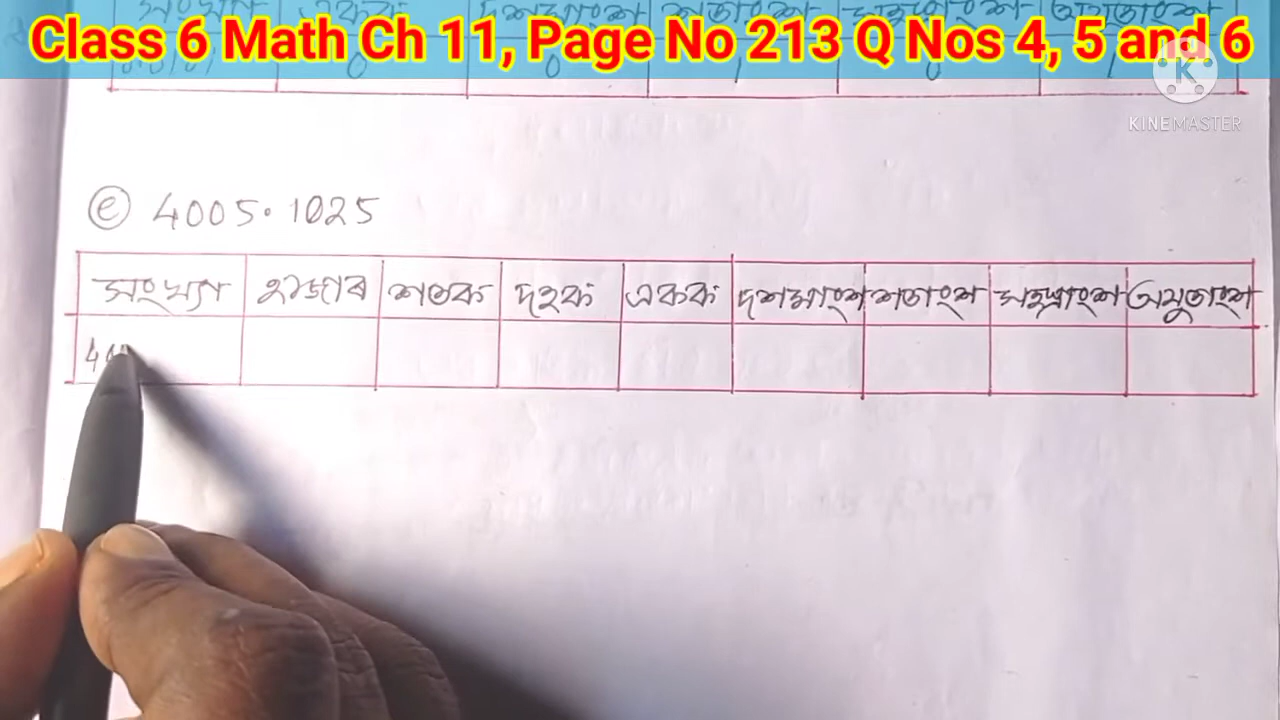 Class 6 Math Ch 11, Page No 213 Q Nos 4, 5 and 6
KINEMASTER
ⓔ 4005.1025
সংখ্যা হাজাৰ শতক দহক একক দশমাংশ শতাংশ সহস্ৰাংশ অযুতাংশ